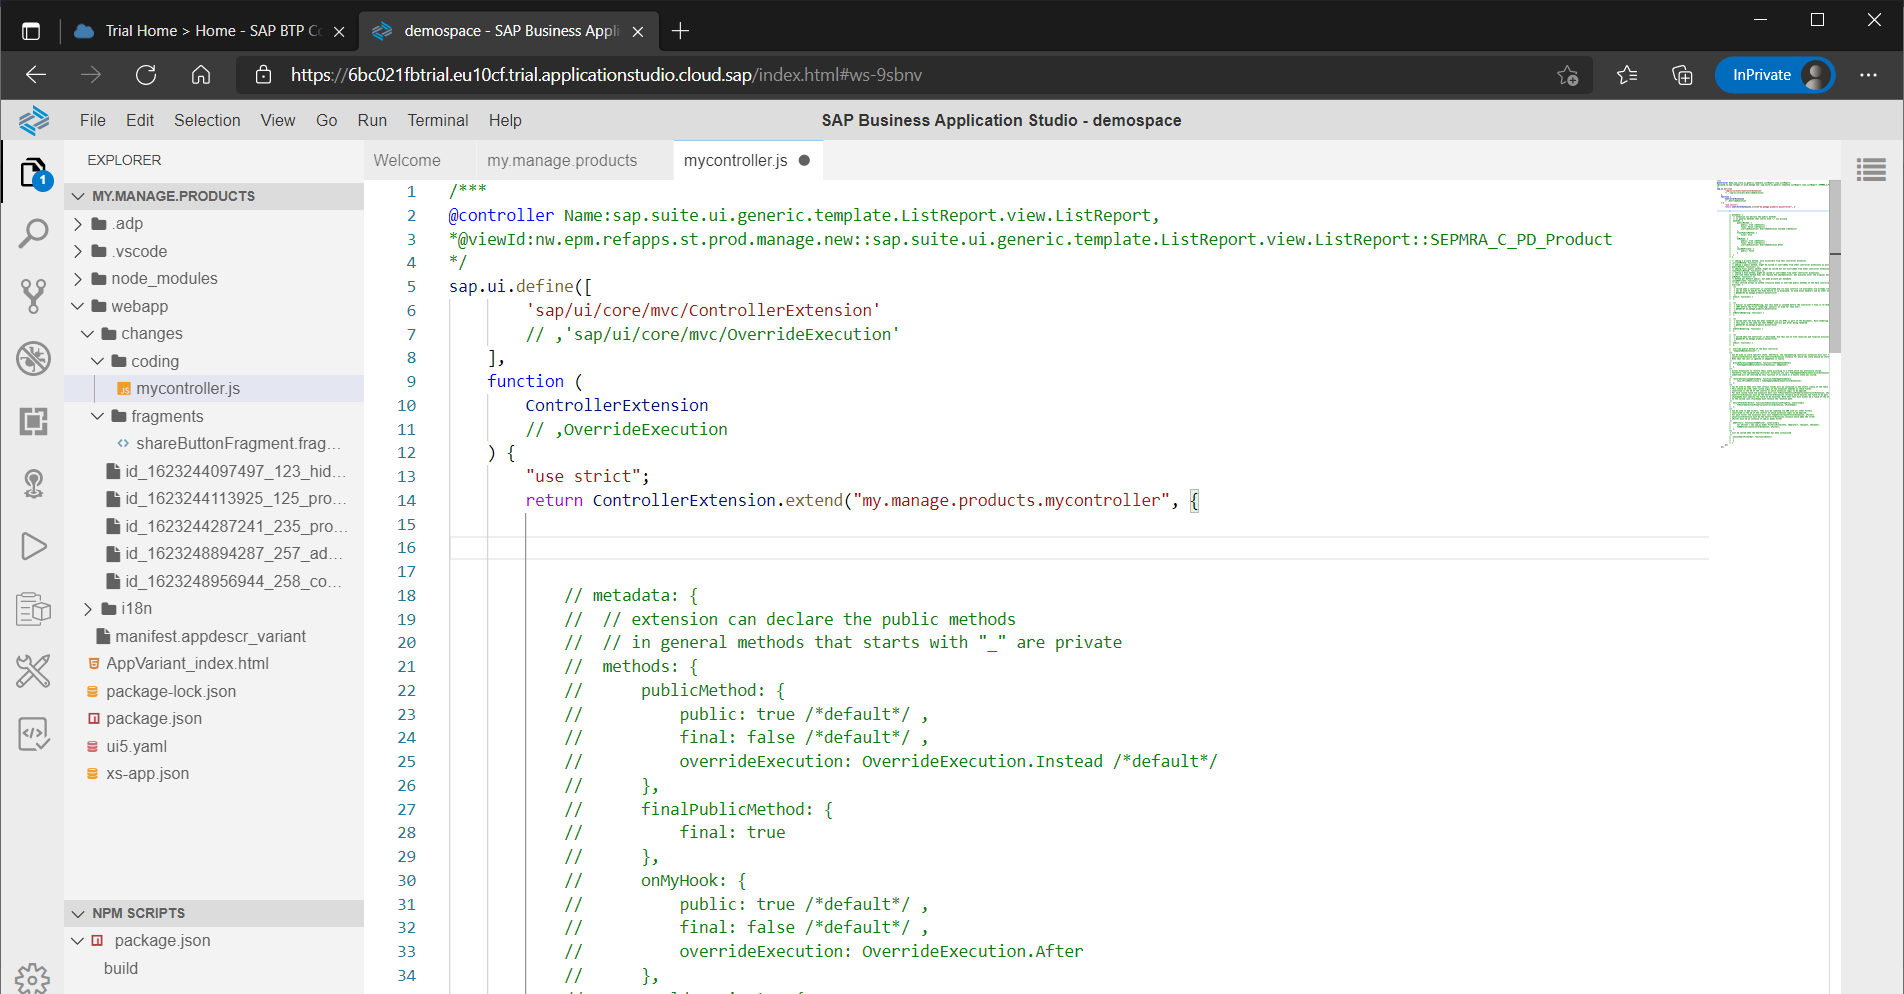 Trial Home > Home - SAP BTP Co
demospace - SAP Business Appli
https://6bc021fbtrial.eu10cf.trial.applicationstudio.cloud.sap/index.html#ws-9sbnv
InPrivate
File Edit Selection View Go Run Terminal Help
SAP Business Application Studio - demospace
1
EXPLORER
MY.MANAGE.PRODUCTS
.adp
.vscode
node_modules
webapp
changes
coding
mycontroller.js
fragments
shareButtonFragment.frag...
id_1623244097497_123_hid...
id_1623244113925_125_pro...
id_1623244287241_235_pro...
id_1623248894287_257_ad...
id_1623248956944_258_co...
i18n
manifest.appdescr_variant
AppVariant_index.html
package-lock.json
package.json
ui5.yaml
xs-app.json
NPM SCRIPTS
package.json
build
Welcome my.manage.products mycontroller.js
1 /***
2 @controller Name:sap.suite.ui.generic.template.ListReport.view.ListReport,
3 *@viewId:nw.epm.refapps.st.prod.manage.new::sap.suite.ui.generic.template.ListReport.view.ListReport::SEPMRA_C_PD_Product
4 */
5 sap.ui.define([
6 'sap/ui/core/mvc/ControllerExtension'
7 // ,'sap/ui/core/mvc/OverrideExecution'
8 ],
9 function (
10 ControllerExtension
11 // ,OverrideExecution
12 ) {
13 "use strict";
14 return ControllerExtension.extend("my.manage.products.mycontroller", {
15
16
17
18 // metadata: {
19 // // extension can declare the public methods
20 // // in general methods that starts with "_" are private
21 // methods: {
22 // publicMethod: {
23 // public: true /*default*/ ,
24 // final: false /*default*/ ,
25 // overrideExecution: OverrideExecution.Instead /*default*/
26 // },
27 // finalPublicMethod: {
28 // final: true
29 // },
30 // onMyHook: {
31 // public: true /*default*/ ,
32 // final: false /*default*/ ,
33 // overrideExecution: OverrideExecution.After
34 // },